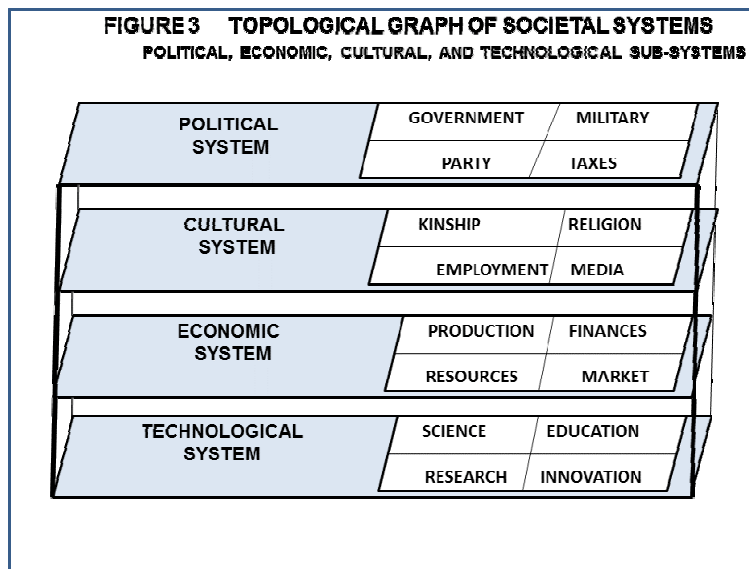 FIGURE 3 TOPOLOGICAL GRAPH OF SOCIETAL SYSTEMS
POLITICAL, ECONOMIC, CULTURAL, AND TECHNOLOGICAL SUB-SYSTEMS
POLITICAL
SYSTEM
GOVERNMENT MILITARY
PARTY TAXES
CULTURAL
SYSTEM
KINSHIP RELIGION
EMPLOYMENT MEDIA
ECONOMIC
SYSTEM
PRODUCTION FINANCES
RESOURCES MARKET
TECHNOLOGICAL
SYSTEM
SCIENCE EDUCATION
RESEARCH INNOVATION